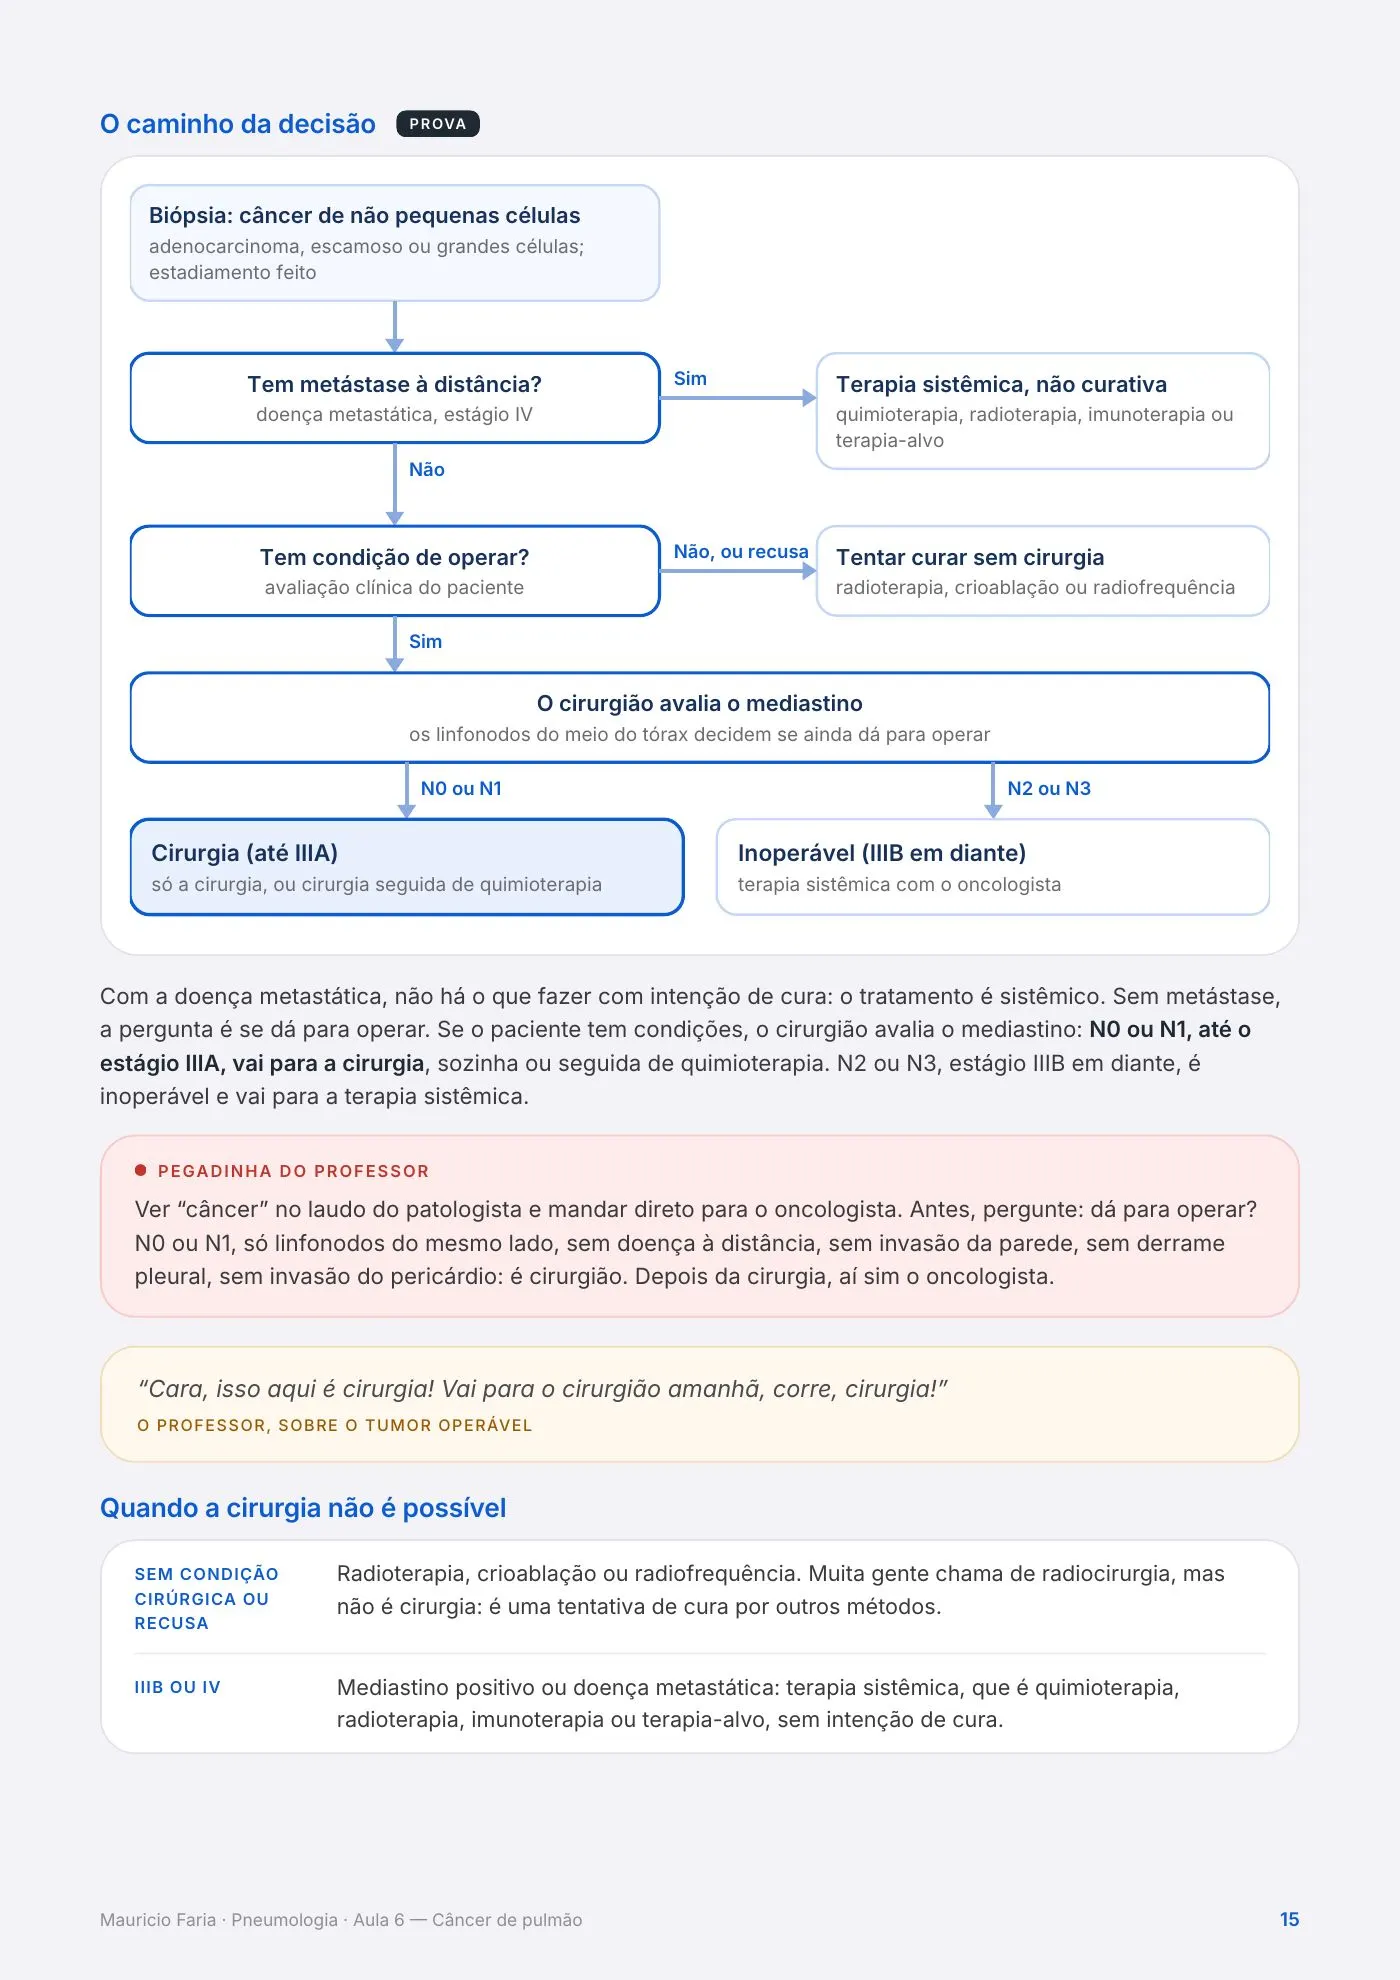 O caminho da decisão
PROVA
Biópsia: câncer de não pequenas células
adenocarcinoma, escamoso ou grandes células;
estadiamento feito
Tem metástase à distância?
doença metastática, estágio IV
Sim
Terapia sistêmica, não curativa
quimioterapia, radioterapia, imunoterapia ou
terapia-alvo
Não
Tem condição de operar?
avaliação clínica do paciente
Não, ou recusa
Tentar curar sem cirurgia
radioterapia, crioablação ou radiofrequência
Sim
O cirurgião avalia o mediastino
os linfonodos do meio do tórax decidem se ainda dá para operar
N0 ou N1
N2 ou N3
Cirurgia (até IIIA)
só a cirurgia, ou cirurgia seguida de quimioterapia
Inoperável (IIIB em diante)
terapia sistêmica com o oncologista
Com a doença metastática, não há o que fazer com intenção de cura: o tratamento é sistêmico. Sem metástase,
a pergunta é se dá para operar. Se o paciente tem condições, o cirurgião avalia o mediastino: N0 ou N1, até o
estágio IIIA, vai para a cirurgia, sozinha ou seguida de quimioterapia. N2 ou N3, estágio IIIB em diante, é
inoperável e vai para a terapia sistêmica.
PEGADINHA DO PROFESSOR
Ver “câncer” no laudo do patologista e mandar direto para o oncologista. Antes, pergunte: dá para operar?
N0 ou N1, só linfonodos do mesmo lado, sem doença à distância, sem invasão da parede, sem derrame
pleural, sem invasão do pericárdio: é cirurgião. Depois da cirurgia, aí sim o oncologista.
“Cara, isso aqui é cirurgia! Vai para o cirurgião amanhã, corre, cirurgia!”
O PROFESSOR, SOBRE O TUMOR OPERÁVEL
Quando a cirurgia não é possível
SEM CONDIÇÃO
CIRÚRGICA OU
RECUSA
Radioterapia, crioablação ou radiofrequência. Muita gente chama de radiocirurgia, mas
não é cirurgia: é uma tentativa de cura por outros métodos.
IIIB OU IV
Mediastino positivo ou doença metastática: terapia sistêmica, que é quimioterapia,
radioterapia, imunoterapia ou terapia-alvo, sem intenção de cura.
Mauricio Faria · Pneumologia · Aula 6 — Câncer de pulmão
15